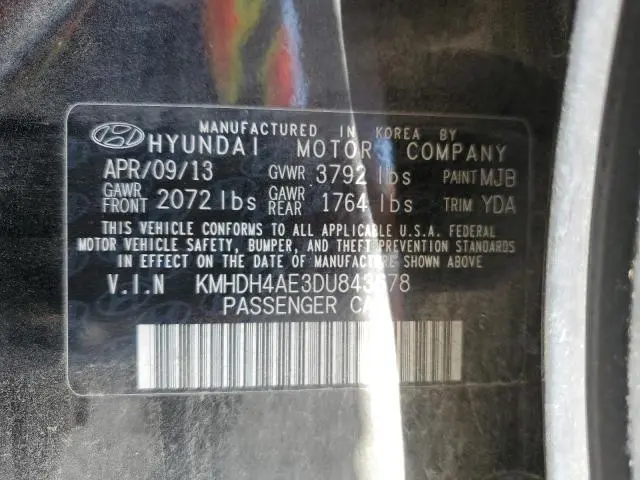 MANUFACTURED IN KOREA BY
HYUNDAI MOTOR COMPANY
APR/09/13 GVWR 3792 lbs PAINT MJB
GAWR FRONT 2072 lbs GAWR REAR 1764 lbs TRIM YDA
THIS VEHICLE CONFORMS TO ALL APPLICABLE U.S.A. FEDERAL
MOTOR VEHICLE SAFETY, BUMPER, AND THEFT PREVENTION STANDARDS
IN EFFECT ON THE DATE OF MANUFACTURE SHOWN ABOVE.
V.I.N KMHDH4AE3DU843678
PASSENGER CAR